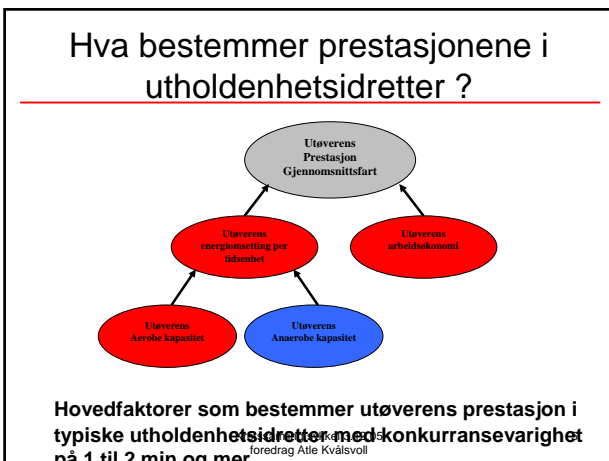 Hva bestemmer prestasjonene i
utholdenhetsidretter ?
Utøverens
Prestasjon
Gjennomsnittsfart
Utøverens
energiomsetting per
tidsenhet
Utøverens
arbeidsøkonomi
Utøverens
Aerobe kapasitet
Utøverens
Anaerobe kapasitet
Hovedfaktorer som bestemmer utøverens prestasjon i
typiske utholdenhetsidretter med konkurransevarighet
på 1 til 2 min og mer
foredrag Atle Kvålsvoll